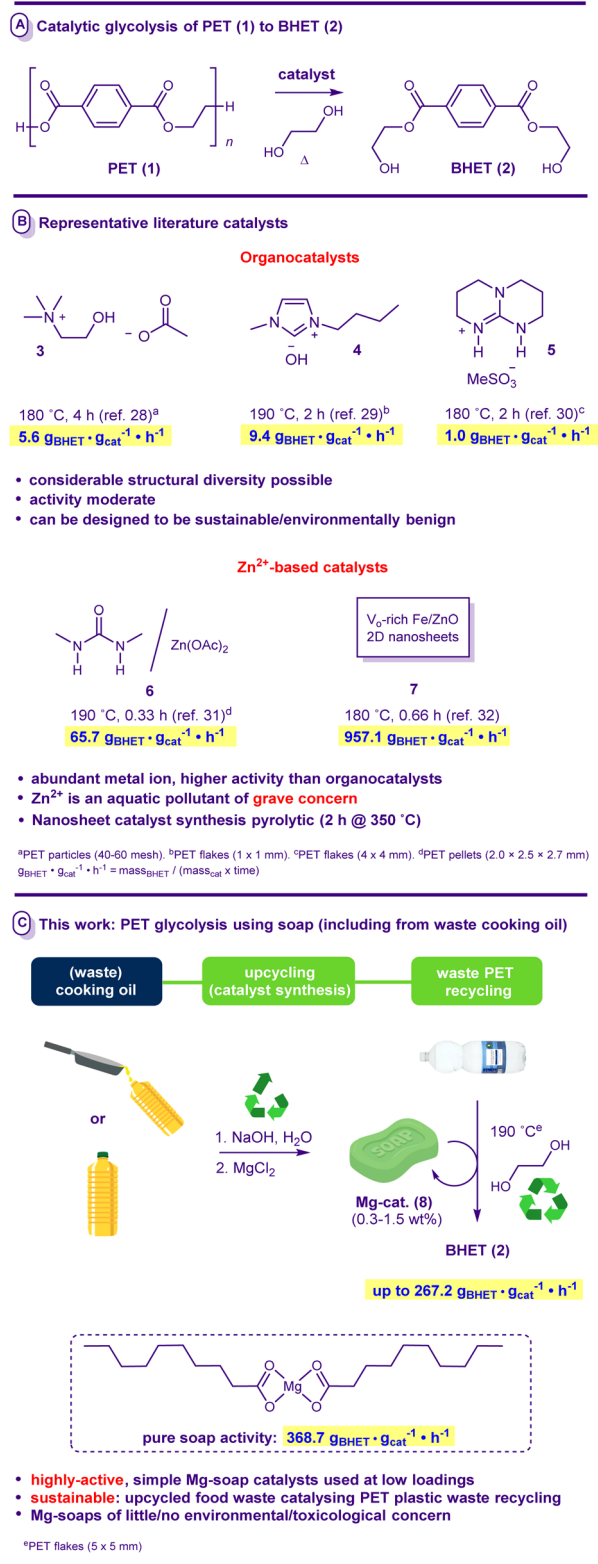 A Catalytic glycolysis of PET (1) to BHET (2)
O
O
O
H
H
O
n
PET (1)
catalyst
OH
HO
Δ
O
O
O
O
OH
HO
BHET (2)
B Representative literature catalysts
Organocatalysts
N
+
OH
−
O
O
3
N
N
+
−
OH
4
N
+
N
H
N
H
−
MeSO₃
5
180 ˚C, 4 h (ref. 28)ᵃ
5.6 gBHET • gcat⁻¹ • h⁻¹
190 ˚C, 2 h (ref. 29)ᵇ
9.4 gBHET • gcat⁻¹ • h⁻¹
180 ˚C, 2 h (ref. 30)ᶜ
1.0 gBHET • gcat⁻¹ • h⁻¹
• considerable structural diversity possible
• activity moderate
• can be designed to be sustainable/environmentally benign
Zn²⁺-based catalysts
O
N
H
N
H
Zn(OAc)₂
6
190 ˚C, 0.33 h (ref. 31)ᵈ
65.7 gBHET • gcat⁻¹ • h⁻¹
Vₒ-rich Fe/ZnO
2D nanosheets
7
180 ˚C, 0.66 h (ref. 32)
957.1 gBHET • gcat⁻¹ • h⁻¹
• abundant metal ion, higher activity than organocatalysts
• Zn²⁺ is an aquatic pollutant of grave concern
• Nanosheet catalyst synthesis pyrolytic (2 h @ 350 ˚C)
ᵃPET particles (40-60 mesh). ᵇPET flakes (1 x 1 mm). ᶜPET flakes (4 x 4 mm). ᵈPET pellets (2.0 × 2.5 × 2.7 mm)
gBHET • gcat⁻¹ • h⁻¹ = massBHET / (masscat x time)
C This work: PET glycolysis using soap (including from waste cooking oil)
(waste)
cooking oil
upcycling
(catalyst synthesis)
waste PET
recycling
or
1. NaOH, H₂O
2. MgCl₂
SOAP
Mg-cat. (8)
(0.3-1.5 wt%)
190 ˚Cᵉ
OH
HO
BHET (2)
up to 267.2 gBHET • gcat⁻¹ • h⁻¹
O
O
Mg
O
O
pure soap activity: 368.7 gBHET • gcat⁻¹ • h⁻¹
• highly-active, simple Mg-soap catalysts used at low loadings
• sustainable: upcycled food waste catalysing PET plastic waste recycling
• Mg-soaps of little/no environmental/toxicological concern
ᵉPET flakes (5 x 5 mm)